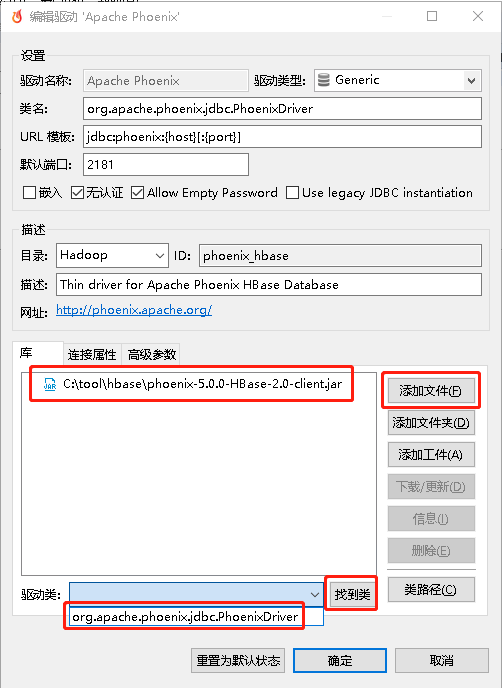 编辑驱动 'Apache Phoenix'
设置
驱动名称: Apache Phoenix 驱动类型: Generic
类名: org.apache.phoenix.jdbc.PhoenixDriver
URL 模板: jdbc:phoenix:{host}[:{port}]
默认端口: 2181
嵌入 无认证 Allow Empty Password Use legacy JDBC instantiation
描述
目录: Hadoop ID: phoenix_hbase
描述: Thin driver for Apache Phoenix HBase Database
网址: http://phoenix.apache.org/
库 连接属性 高级参数
C:\tool\hbase\phoenix-5.0.0-HBase-2.0-client.jar
添加文件(F)
添加文件夹(D)
添加工件(A)
下载/更新(D)
信息(I)
删除(E)
类路径(C)
驱动类: 找到类
org.apache.phoenix.jdbc.PhoenixDriver
重置为默认状态 确定 取消